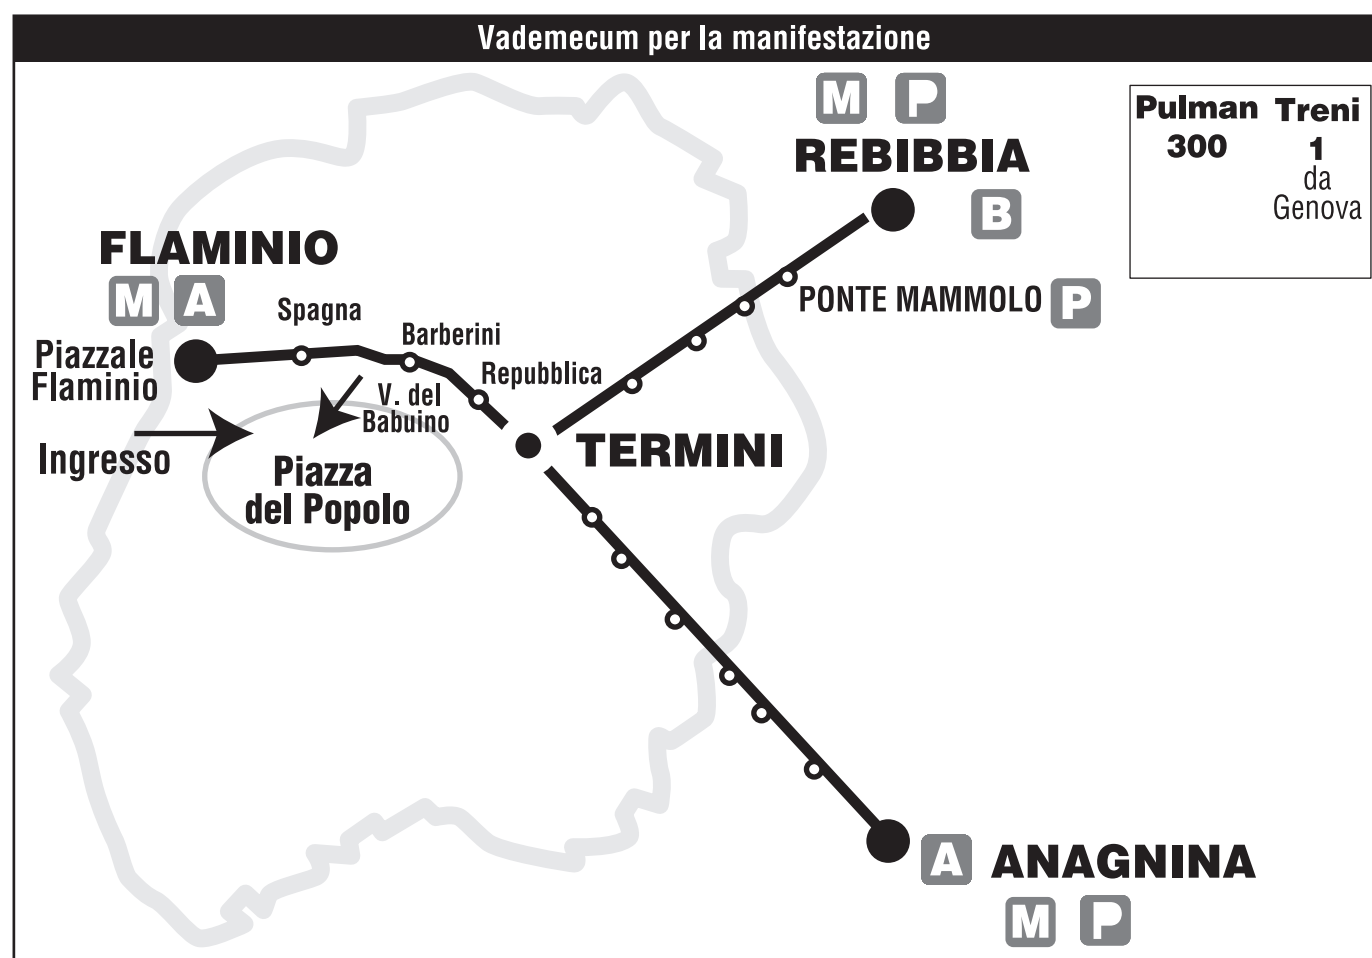 Vademecum per la manifestazione
M P
REBIBBIA
B
Pulman Treni
300 1
da
Genova
FLAMINIO
M A
Spagna
Barberini
Repubblica
PONTE MAMMOLO P
Piazzale
Flaminio
V. del
Babuino
Ingresso
Piazza
del Popolo
TERMINI
A ANAGNINA
M P